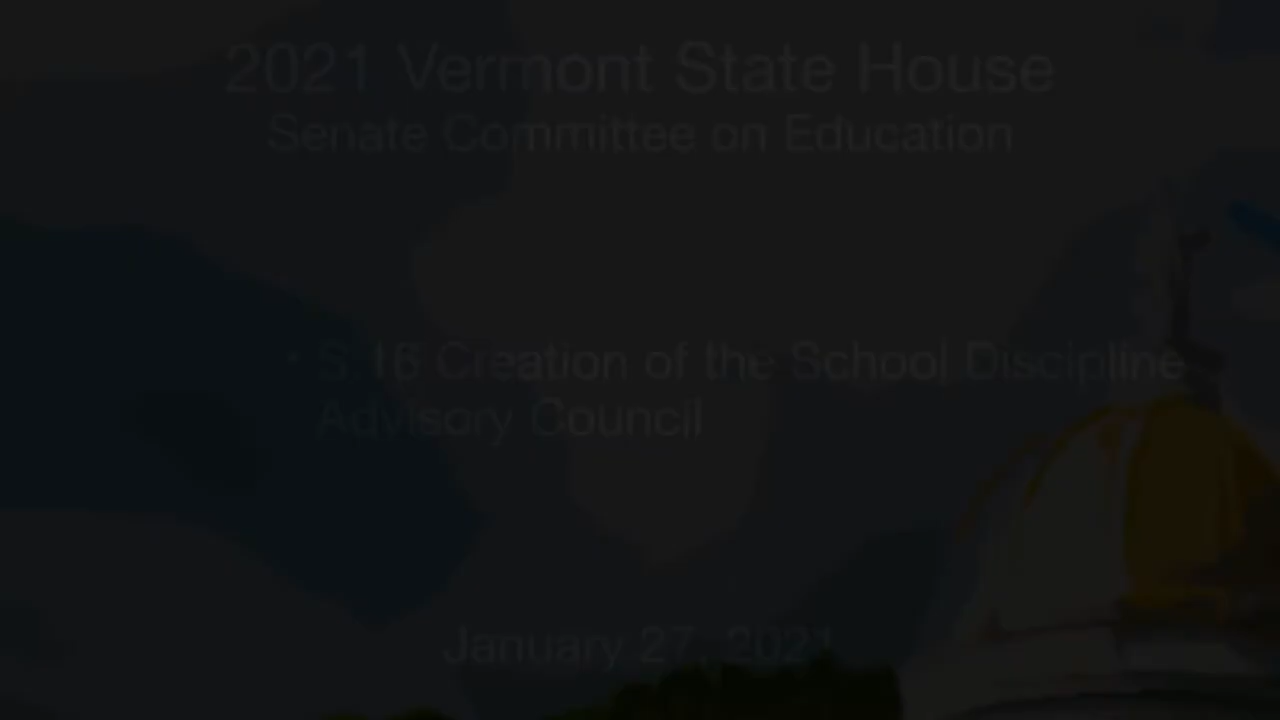 2021 Vermont State House
Senate Committee on Education
· S.16 Creation of the School Discipline
Advisory Council
January 27, 2021